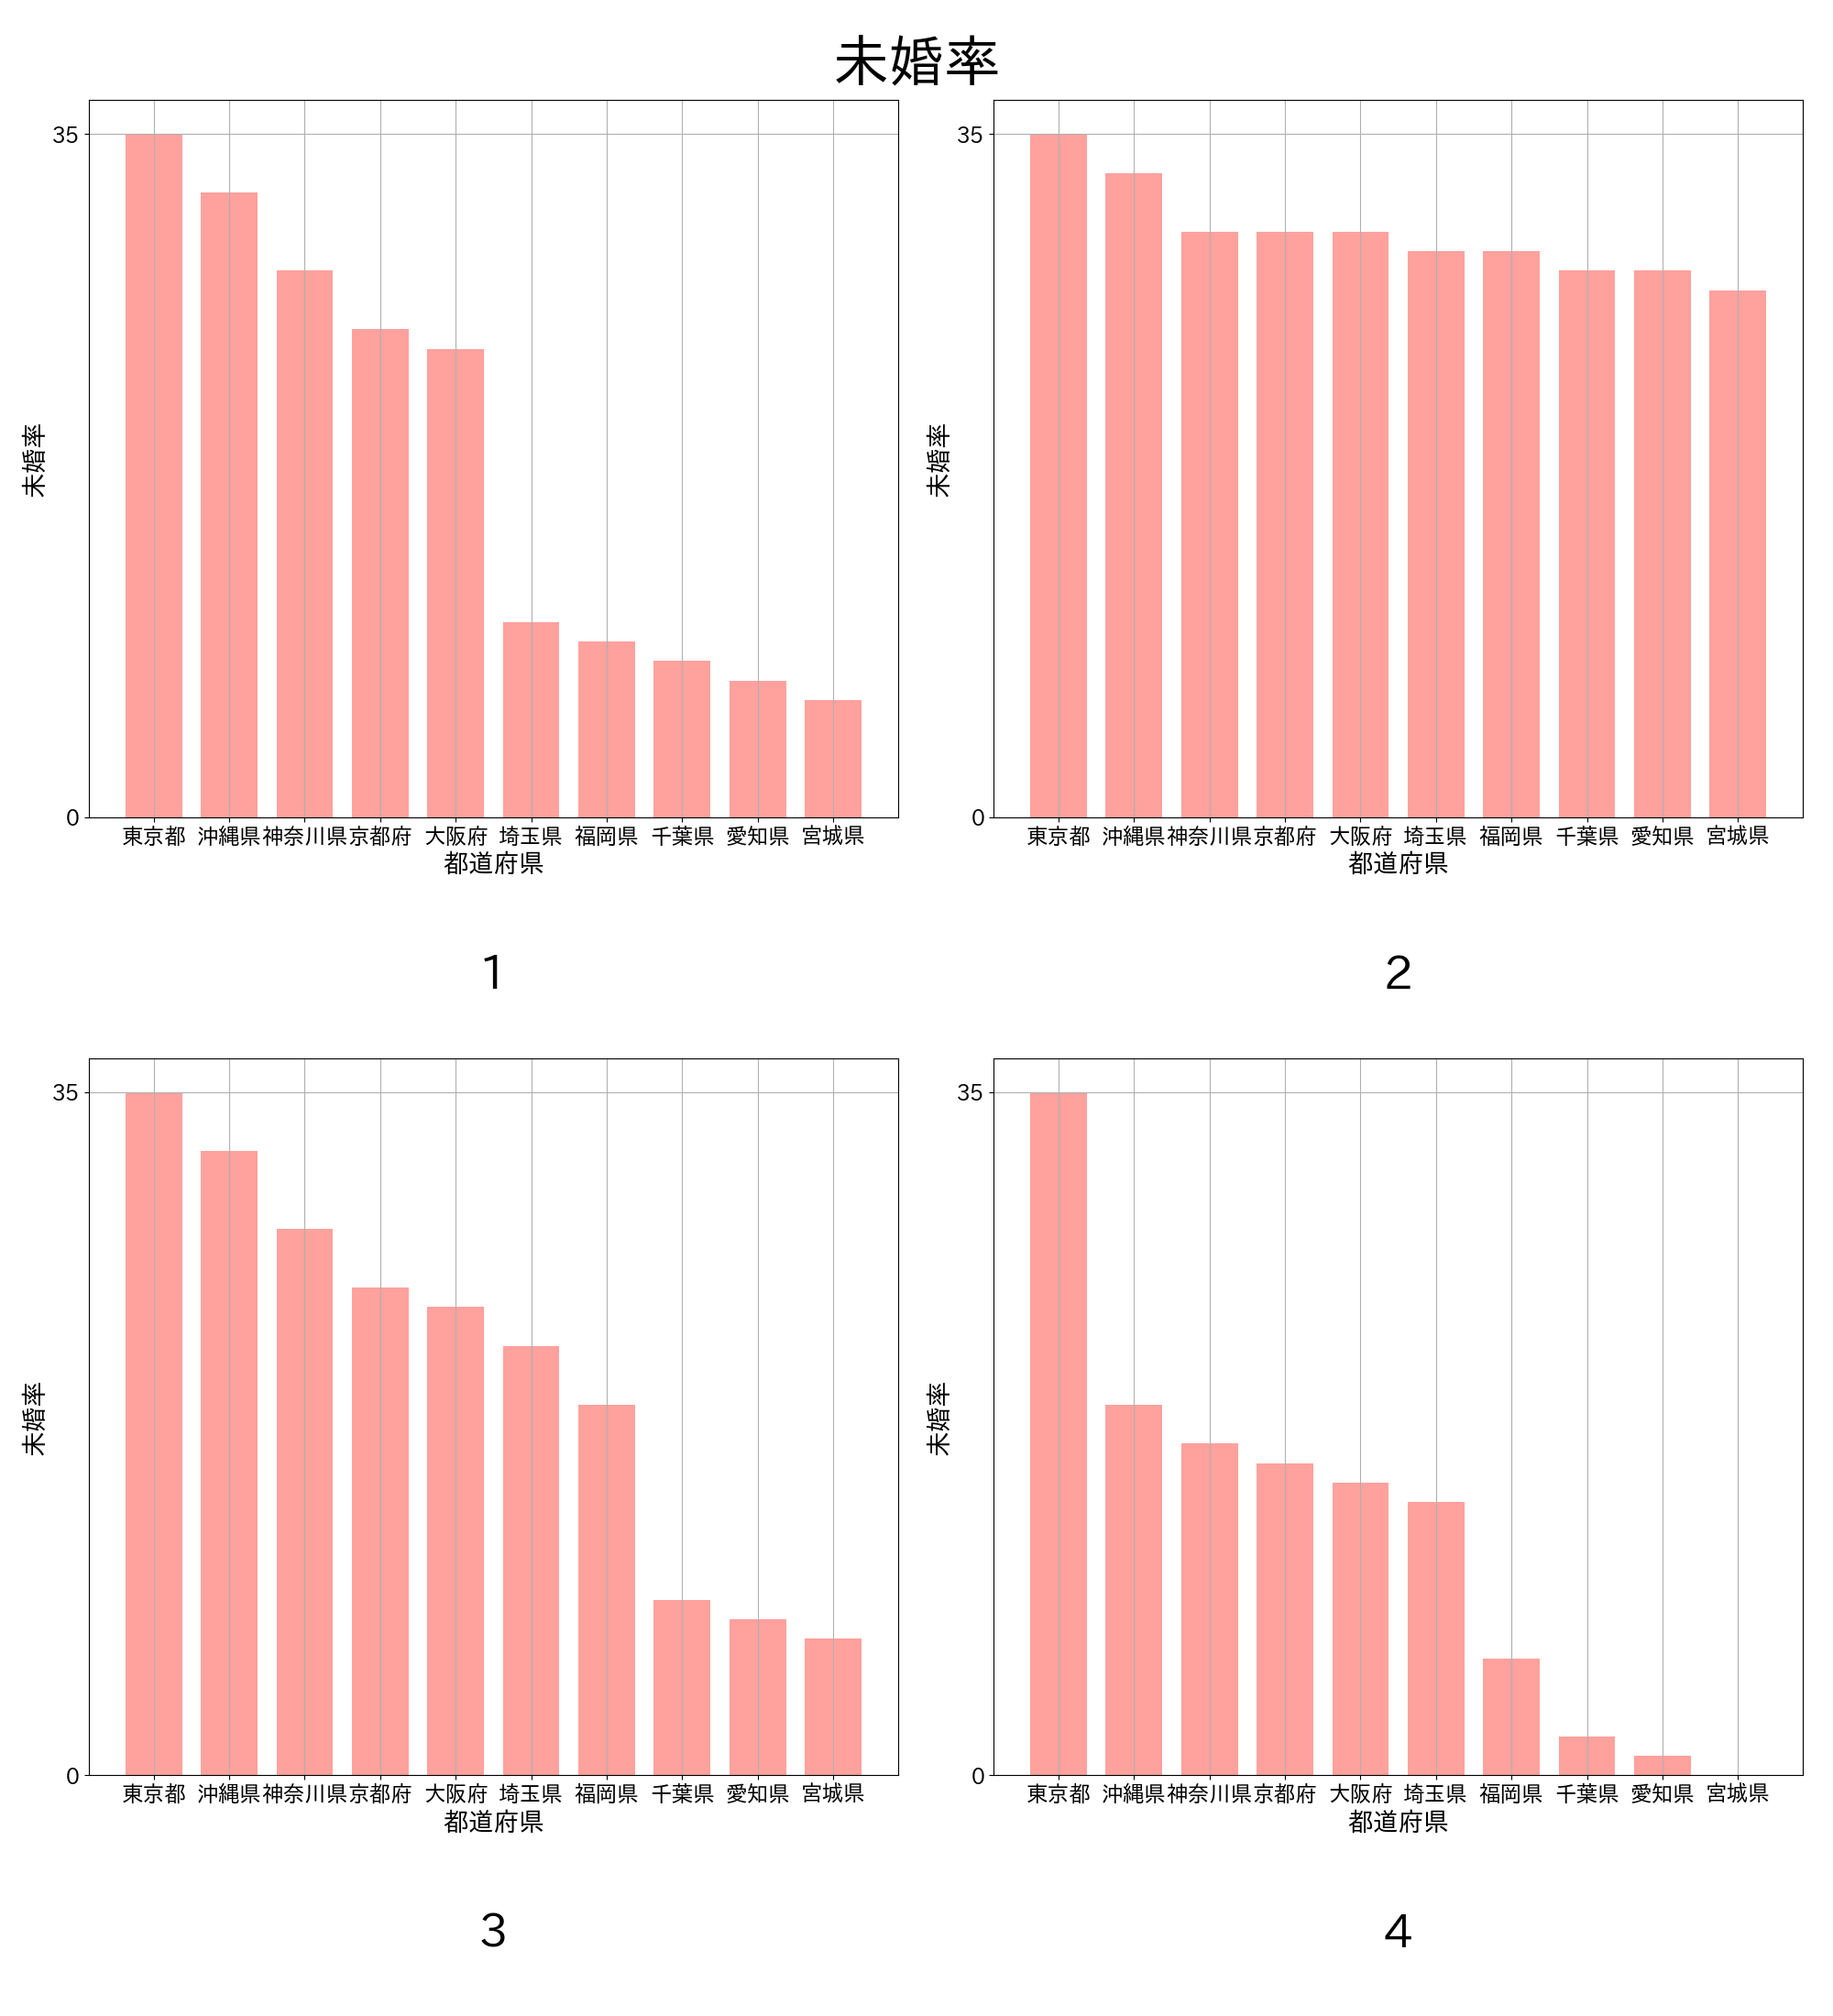 未婚率
35
0
未婚率
東京都 沖縄県 神奈川県 京都府 大阪府 埼玉県 福岡県 千葉県 愛知県 宮城県
都道府県
1
35
0
未婚率
東京都 沖縄県 神奈川県 京都府 大阪府 埼玉県 福岡県 千葉県 愛知県 宮城県
都道府県
2
35
0
未婚率
東京都 沖縄県 神奈川県 京都府 大阪府 埼玉県 福岡県 千葉県 愛知県 宮城県
都道府県
3
35
0
未婚率
東京都 沖縄県 神奈川県 京都府 大阪府 埼玉県 福岡県 千葉県 愛知県 宮城県
都道府県
4